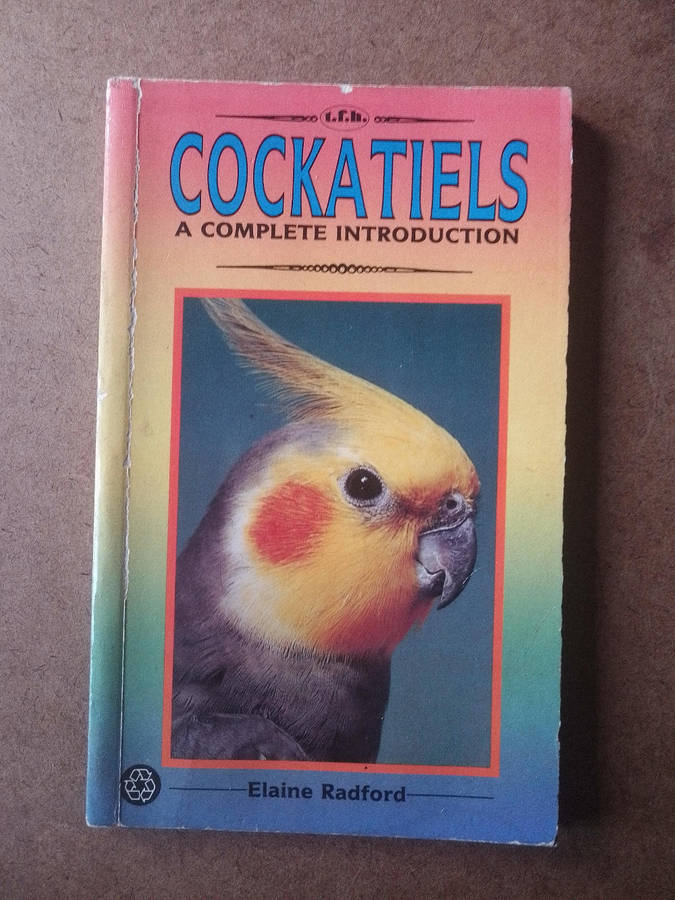 t.f.h.
COCKATIELS
A COMPLETE INTRODUCTION
Elaine Radford